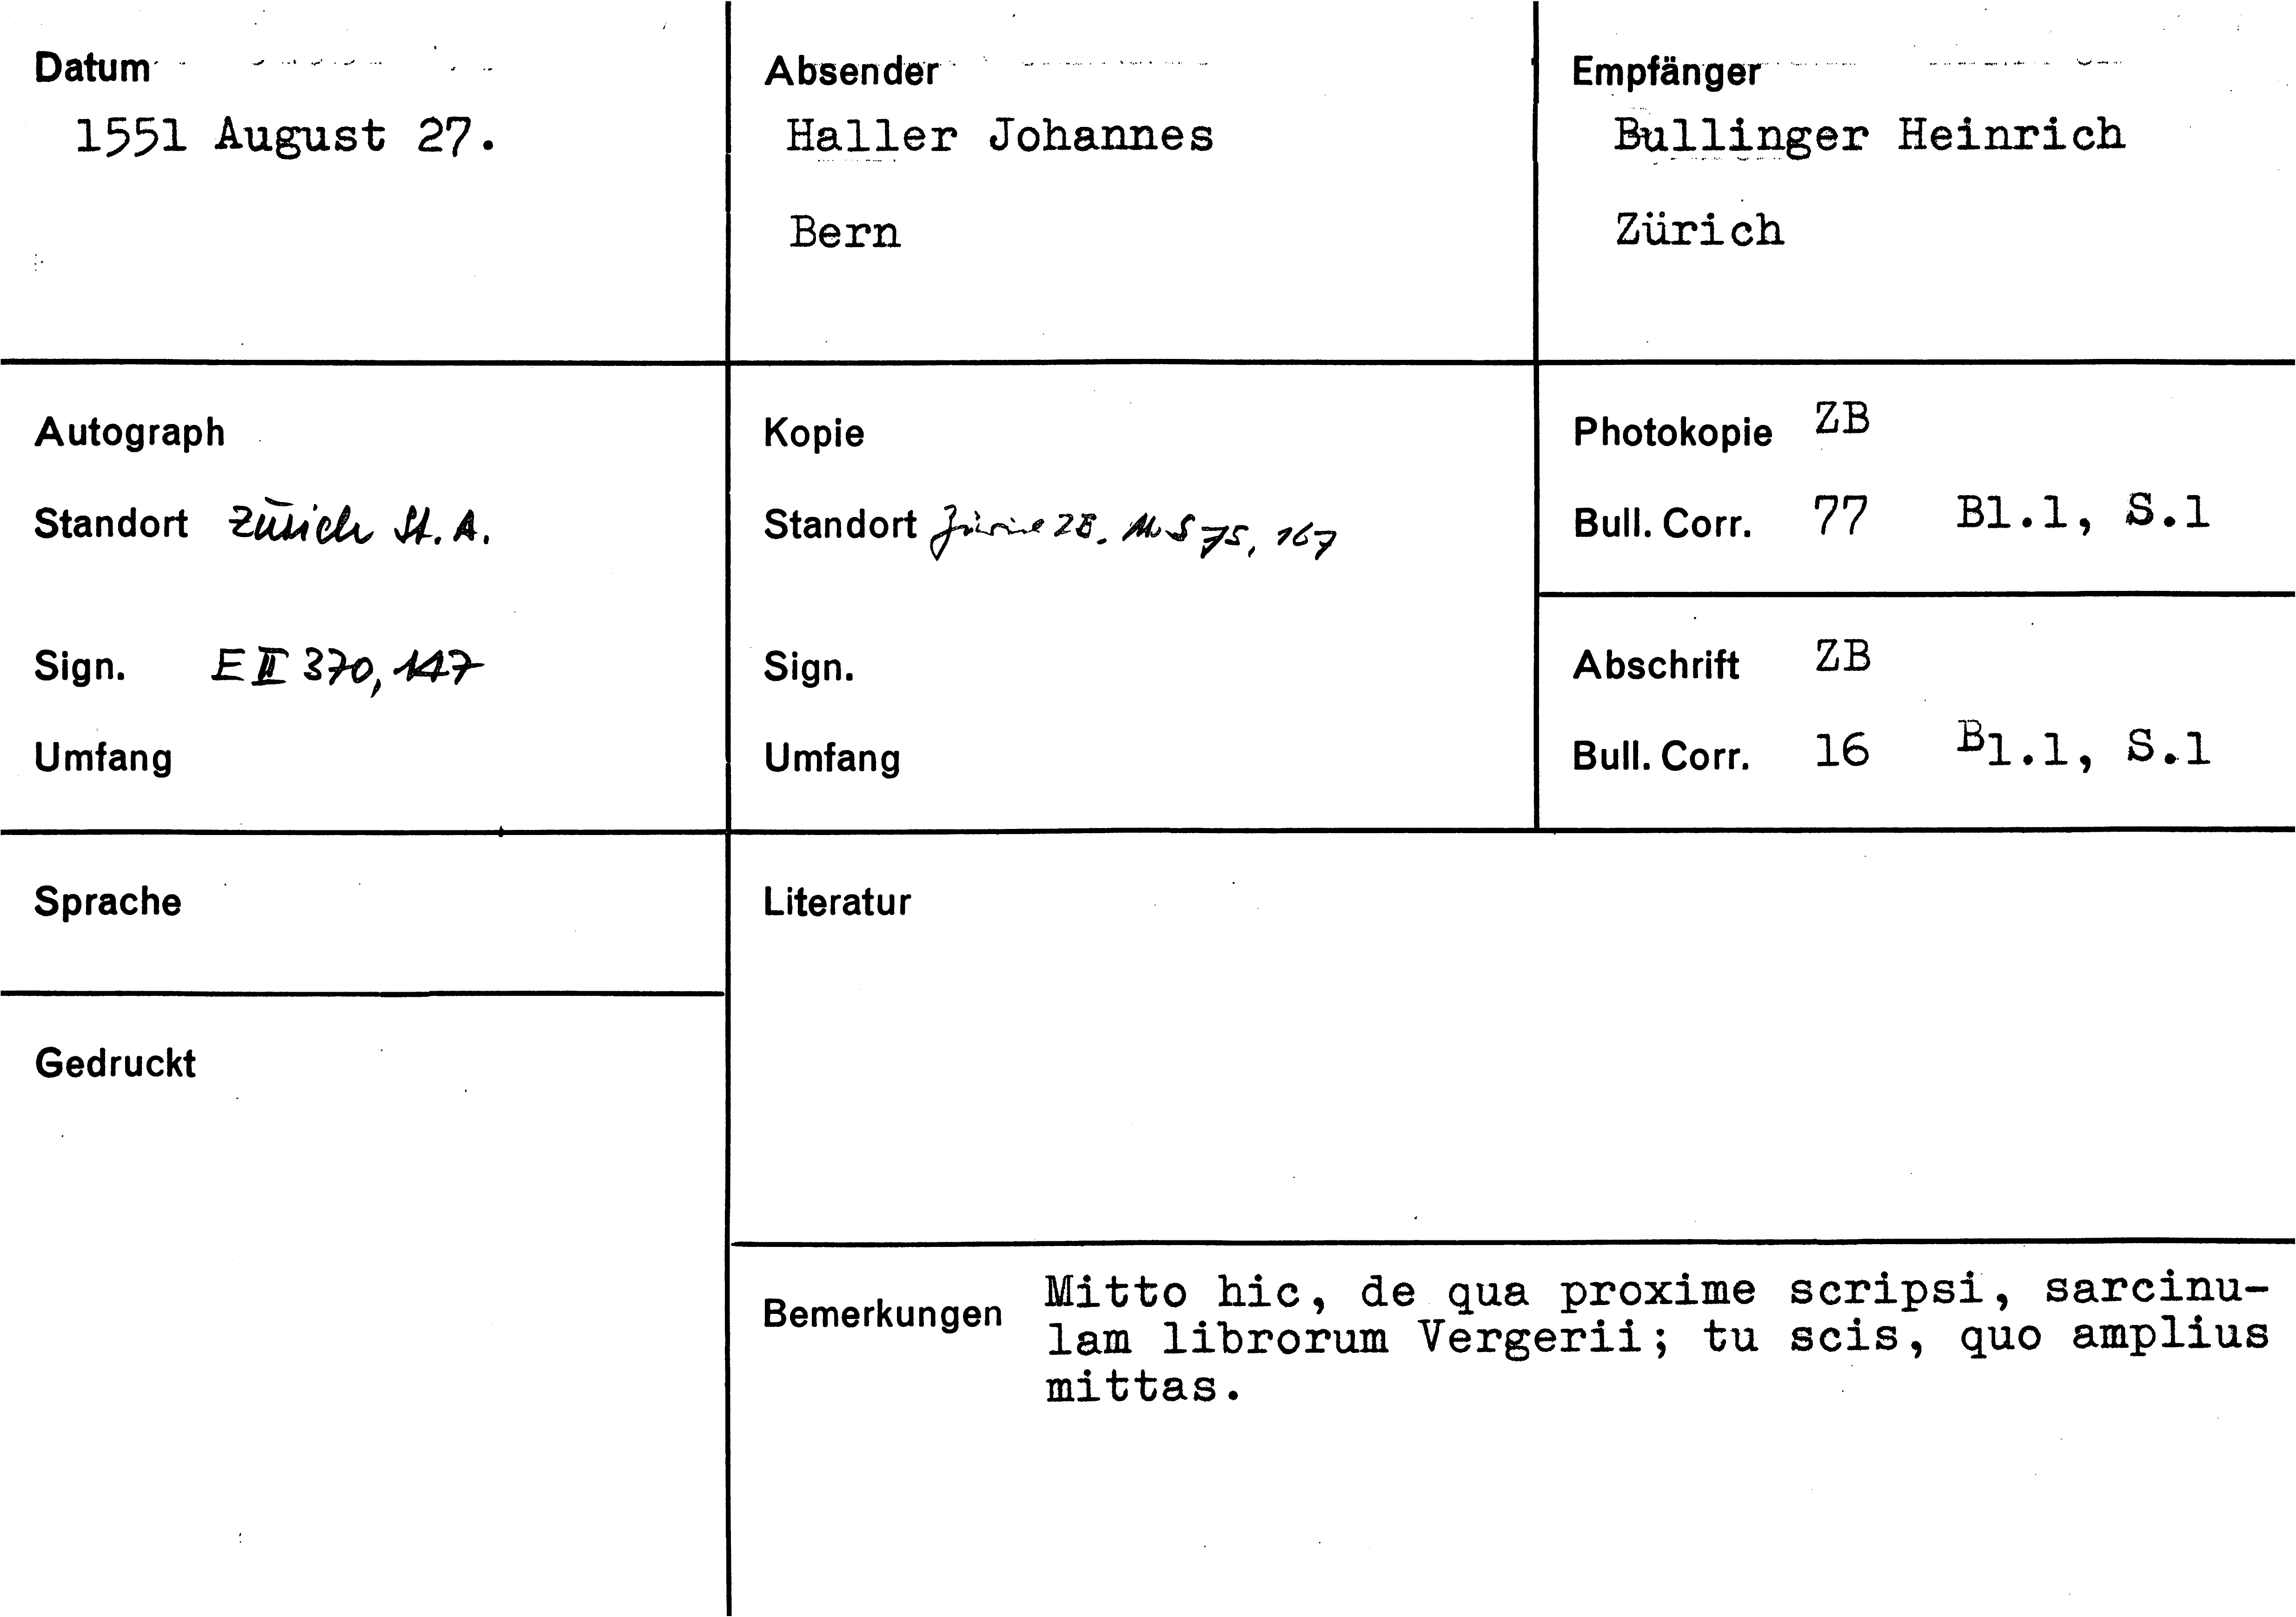 Datum
1551 August 27.
Absender
Haller Johannes
Bern
Empfänger
Bullinger Heinrich
Zürich
Autograph
Standort Zürich St. A.
Sign. E II 370, 147
Umfang
Kopie
Standort Zürich ZB. Ms S 75, 167
Sign.
Umfang
Photokopie ZB
Bull. Corr. 77 Bl.1, S.1
Abschrift ZB
Bull. Corr. 16 Bl.1, S.1
Sprache
Gedruckt
Literatur
Bemerkungen Mitto hic, de qua proxime scripsi, sarcinu-
lam librorum Vergerii; tu scis, quo amplius
mittas.